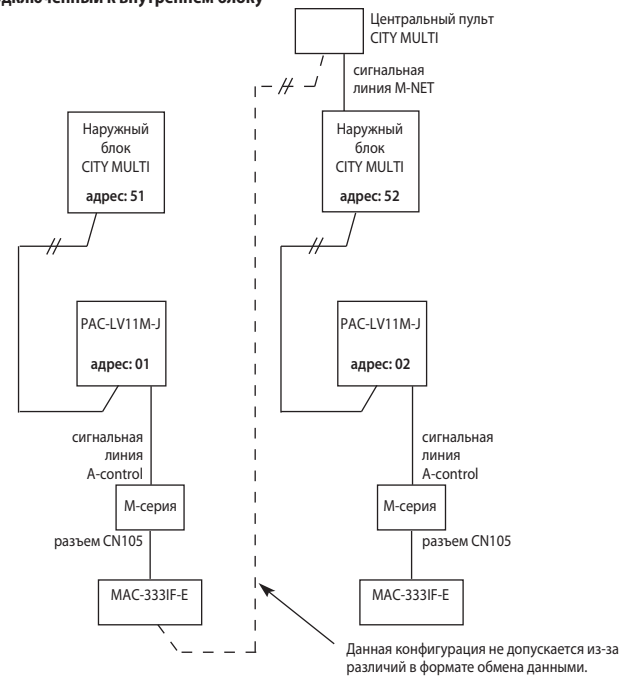 дключенный к внутреннем блоку
Центральный пульт
CITY MULTI
сигнальная
линия M-NET
Наружный
блок
CITY MULTI
адрес: 51
Наружный
блок
CITY MULTI
адрес: 52
PAC-LV11M-J
адрес: 01
PAC-LV11M-J
адрес: 02
сигнальная
линия
A-control
сигнальная
линия
A-control
М-серия
М-серия
разъем CN105
разъем CN105
MAC-333IF-E
MAC-333IF-E
Данная конфигурация не допускается из-за
различий в формате обмена данными.